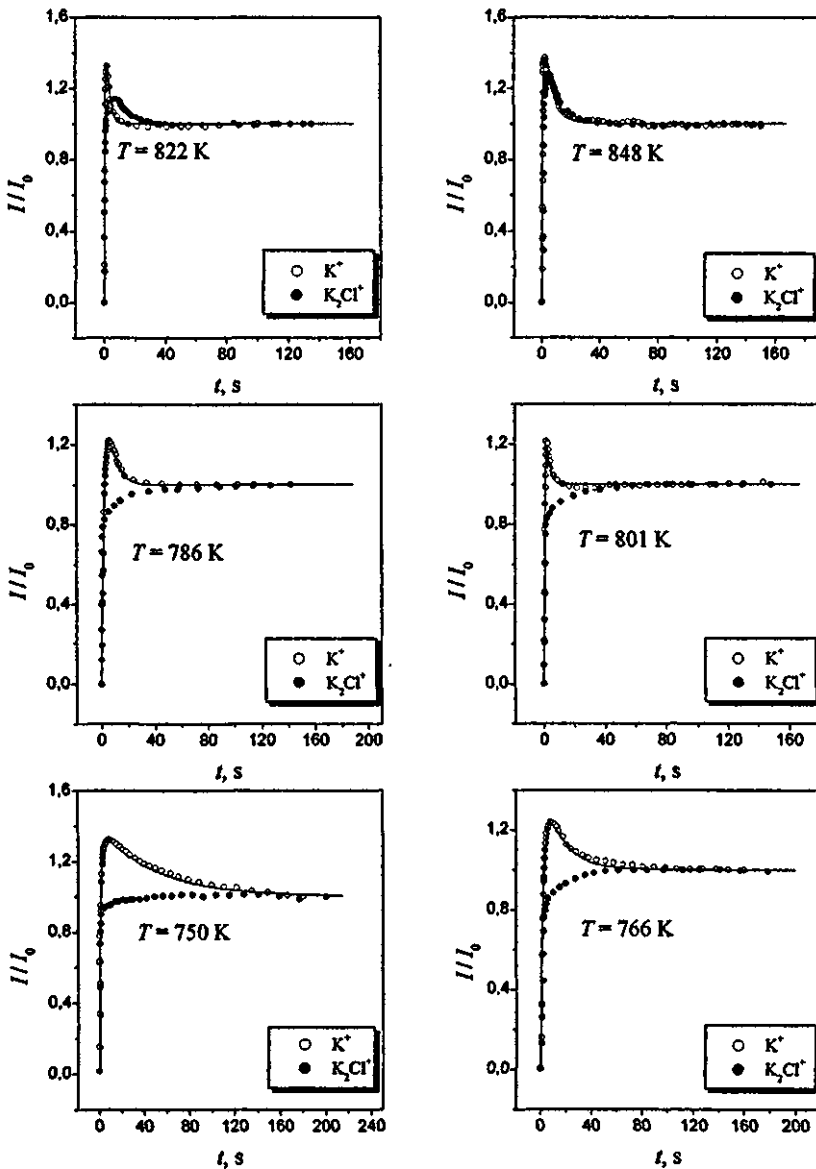 1,6
1,2
0,8
0,4
0,0
I / I₀
T = 822 K
K⁺
K₂Cl⁺
0 40 80 120 160
t, s
1,6
1,2
0,8
0,4
0,0
I / I₀
T = 848 K
K⁺
K₂Cl⁺
0 40 80 120 160
t, s
1,2
0,8
0,4
0,0
I / I₀
T = 786 K
K⁺
K₂Cl⁺
0 40 80 120 160 200
t, s
1,2
0,8
0,4
0,0
I / I₀
T = 801 K
K⁺
K₂Cl⁺
0 40 80 120 160
t, s
1,6
1,2
0,8
0,4
0,0
I / I₀
T = 750 K
K⁺
K₂Cl⁺
0 40 80 120 160 200 240
t, s
1,6
1,2
0,8
0,4
0,0
I / I₀
T = 766 K
K⁺
K₂Cl⁺
0 40 80 120 160 200
t, s